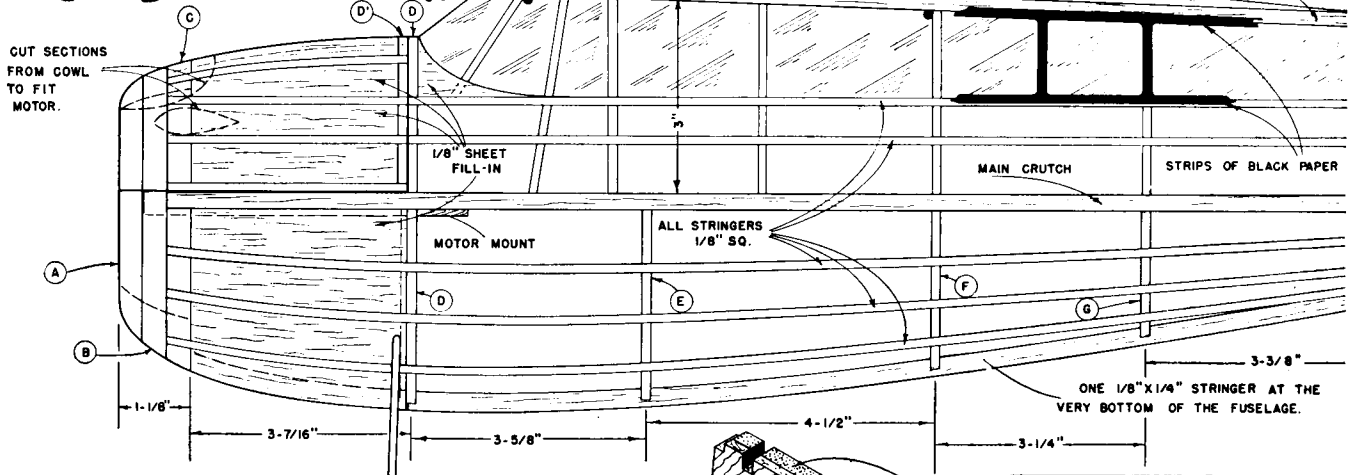 C
D'
D
CUT SECTIONS
FROM COWL
TO FIT
MOTOR.
3"
1/8" SHEET
FILL-IN
MAIN CRUTCH
STRIPS OF BLACK PAPER
ALL STRINGERS
1/8" SQ.
MOTOR MOUNT
A
D
E
F
G
B
3-3/8"
ONE 1/8"X1/4" STRINGER AT THE
VERY BOTTOM OF THE FUSELAGE.
1-1/8"
3-7/16"
3-5/8"
4-1/2"
3-1/4"